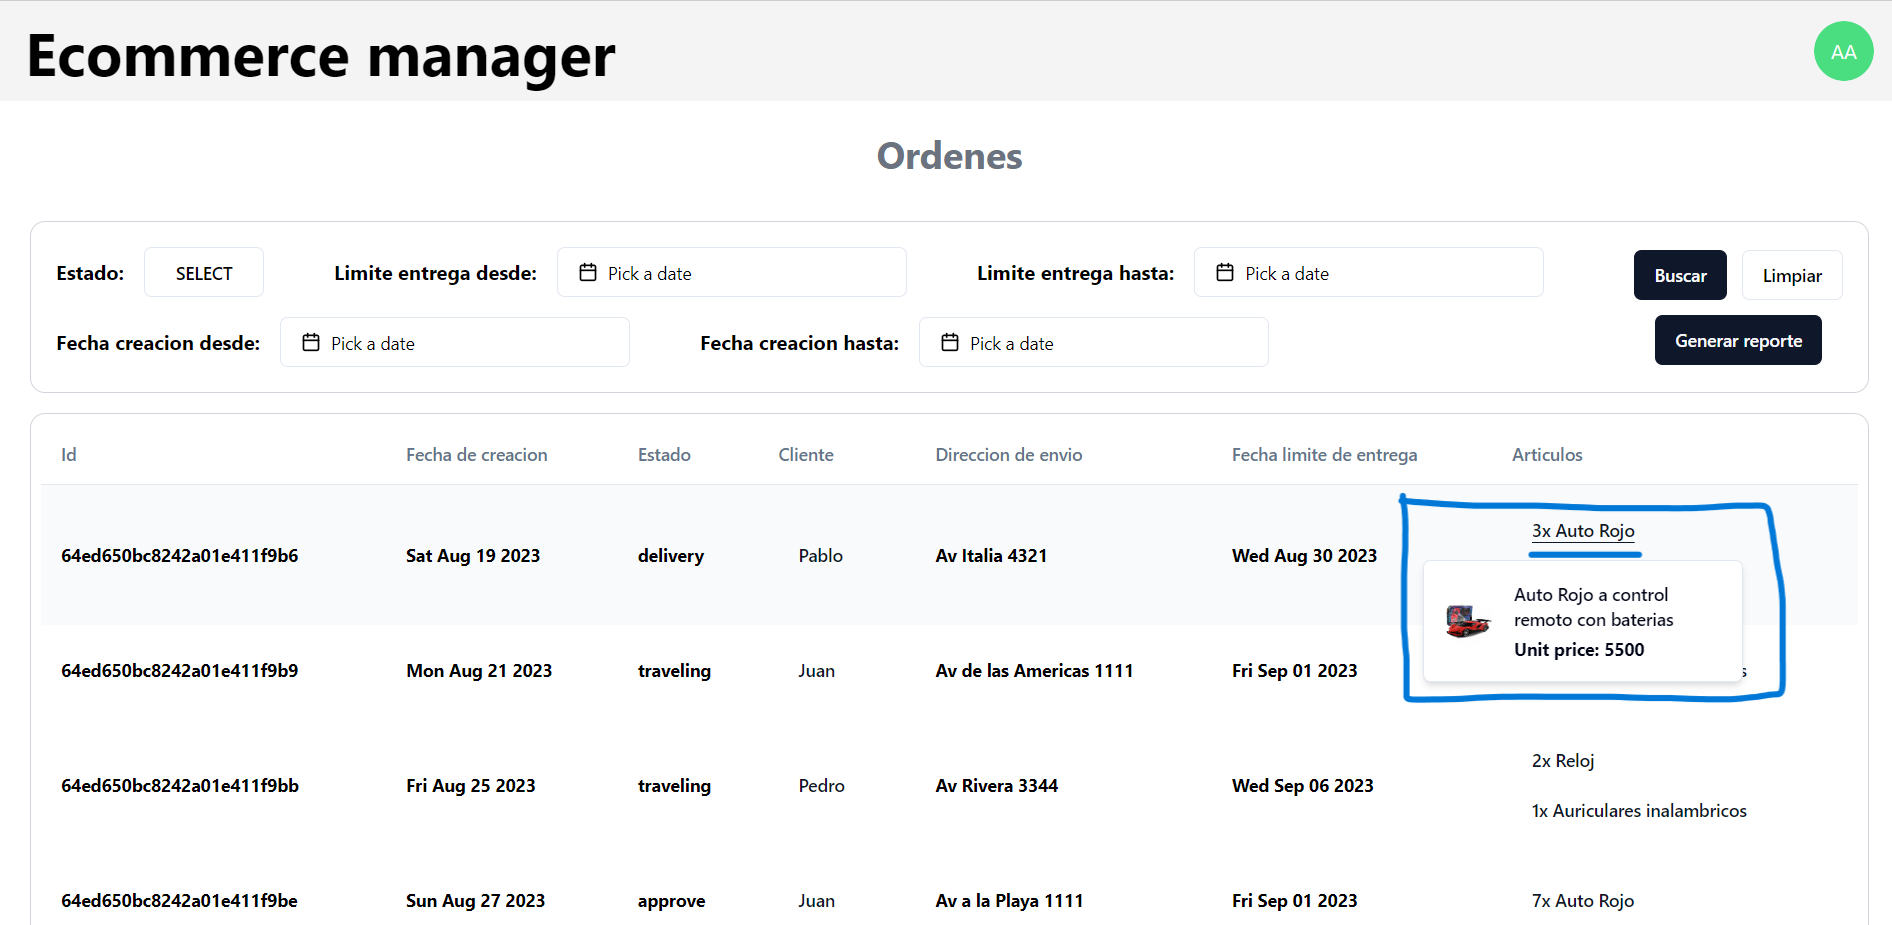 Ecommerce manager
AA
Ordenes
Estado: SELECT Limite entrega desde: Pick a date Limite entrega hasta: Pick a date Buscar Limpiar
Fecha creacion desde: Pick a date Fecha creacion hasta: Pick a date Generar reporte
Id Fecha de creacion Estado Cliente Direccion de envio Fecha limite de entrega Articulos
3x Auto Rojo
64ed650bc8242a01e411f9b6 Sat Aug 19 2023 delivery Pablo Av Italia 4321 Wed Aug 30 2023
Auto Rojo a control
remoto con baterias
Unit price: 5500
64ed650bc8242a01e411f9b9 Mon Aug 21 2023 traveling Juan Av de las Americas 1111 Fri Sep 01 2023
2x Reloj
64ed650bc8242a01e411f9bb Fri Aug 25 2023 traveling Pedro Av Rivera 3344 Wed Sep 06 2023
1x Auriculares inalambricos
64ed650bc8242a01e411f9be Sun Aug 27 2023 approve Juan Av a la Playa 1111 Fri Sep 01 2023 7x Auto Rojo